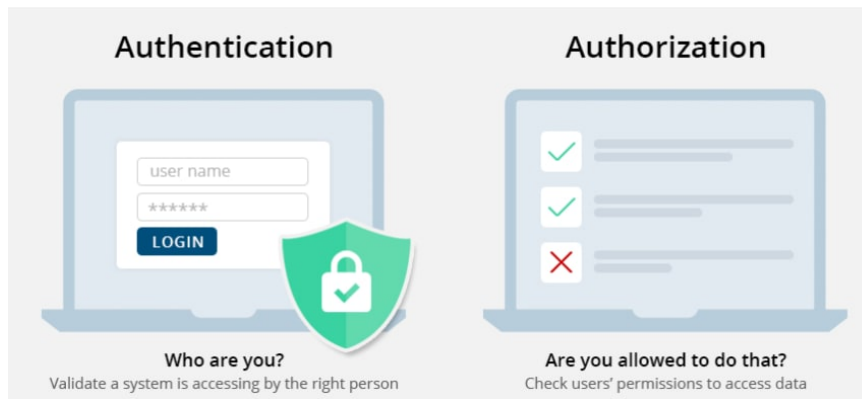 Authentication
Authorization
user name
******
LOGIN
Who are you?
Validate a system is accessing by the right person
Are you allowed to do that?
Check users' permissions to access data